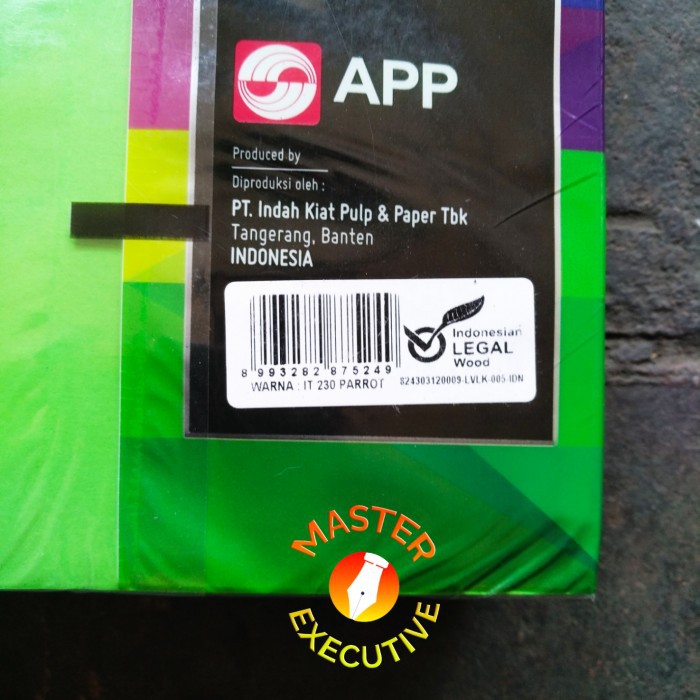 APP
Produced by
Diproduksi oleh :
PT. Indah Kiat Pulp & Paper Tbk
Tangerang, Banten
INDONESIA
8 993282 875249
WARNA : IT 230 PARROT
Indonesian
LEGAL
Wood
824303120009-LVLK-005-IDN
MASTER
EXECUTIVE